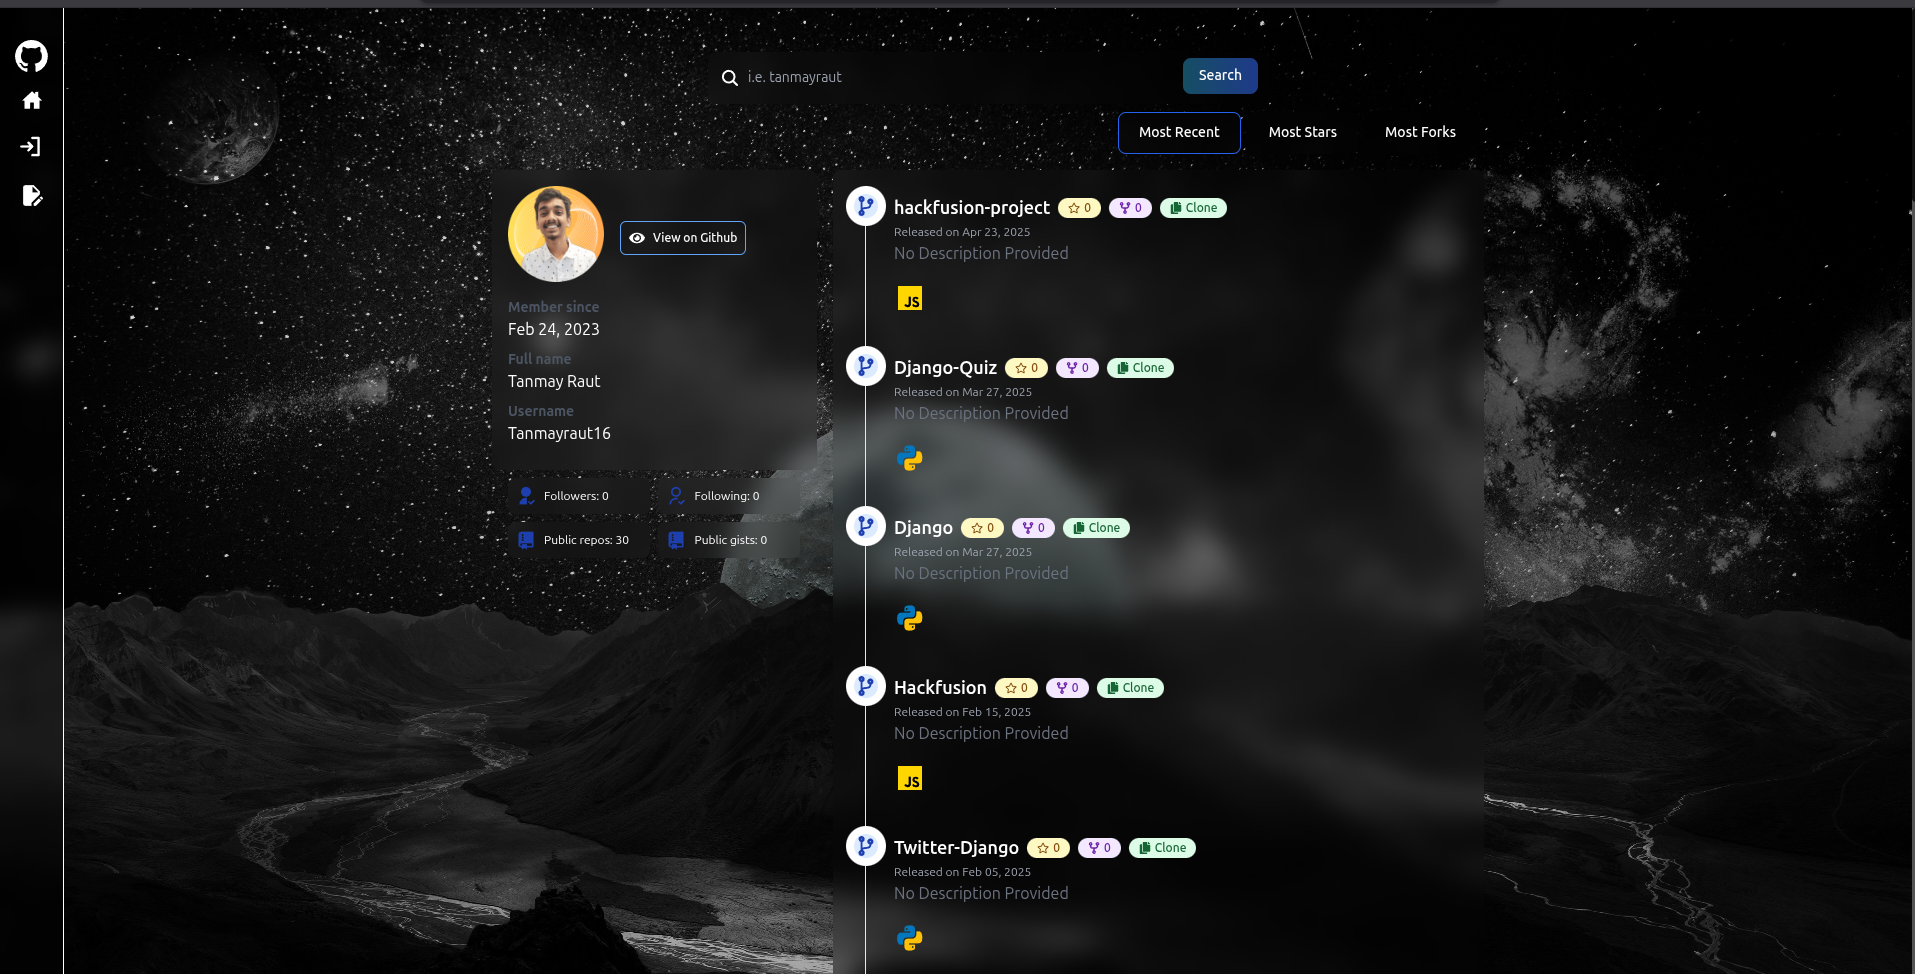 i.e. tanmayraut
Search
Most Recent Most Stars Most Forks
View on Github
Member since
Feb 24, 2023
Full name
Tanmay Raut
Username
Tanmayraut16
Followers: 0 Following: 0
Public repos: 30 Public gists: 0
hackfusion-project 0 0 Clone
Released on Apr 23, 2025
No Description Provided
JS
Django-Quiz 0 0 Clone
Released on Mar 27, 2025
No Description Provided
Django 0 0 Clone
Released on Mar 27, 2025
No Description Provided
Hackfusion 0 0 Clone
Released on Feb 15, 2025
No Description Provided
JS
Twitter-Django 0 0 Clone
Released on Feb 05, 2025
No Description Provided